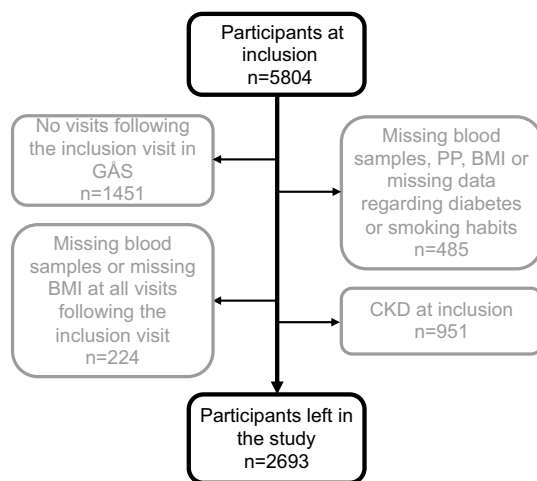 Participants at
inclusion
n=5804
No visits following
the inclusion visit in
GÅS
n=1451
Missing blood
samples, PP, BMI or
missing data
regarding diabetes
or smoking habits
n=485
Missing blood
samples or missing
BMI at all visits
following the
inclusion visit
n=224
CKD at inclusion
n=951
Participants left in
the study
n=2693